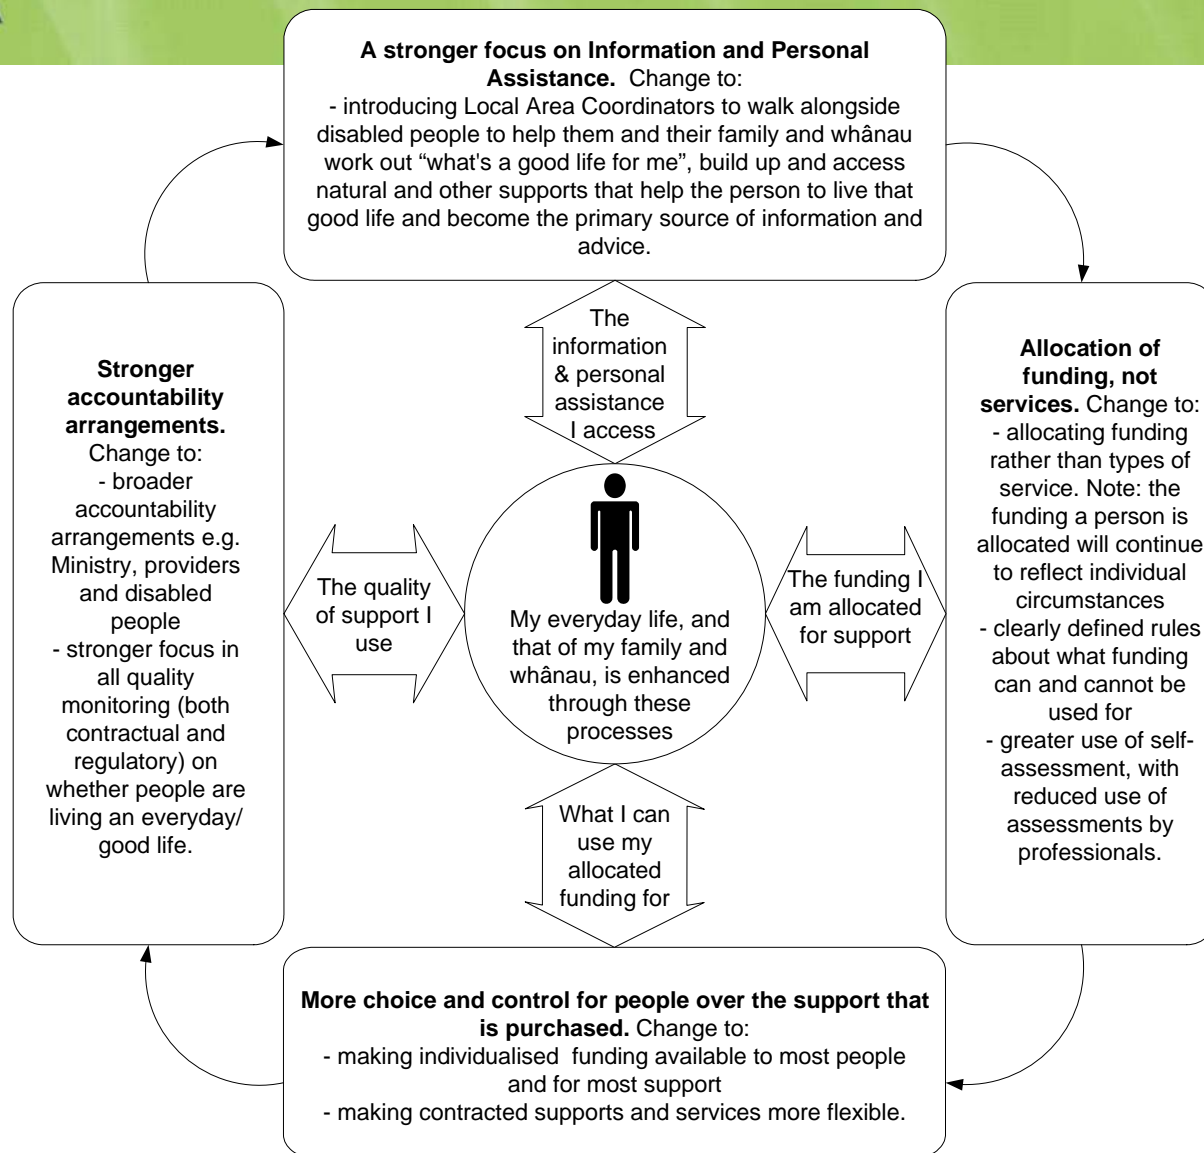 A stronger focus on Information and Personal
Assistance. Change to:
- introducing Local Area Coordinators to walk alongside
disabled people to help them and their family and whânau
work out “what's a good life for me”, build up and access
natural and other supports that help the person to live that
good life and become the primary source of information and
advice.
The
information
& personal
assistance
I access
Stronger
accountability
arrangements.
Change to:
- broader
accountability
arrangements e.g.
Ministry, providers
and disabled
people
- stronger focus in
all quality
monitoring (both
contractual and
regulatory) on
whether people are
living an everyday/
good life.
The quality
of support I
use
My everyday life, and
that of my family and
whânau, is enhanced
through these
processes
The funding I
am allocated
for support
Allocation of
funding, not
services. Change to:
- allocating funding
rather than types of
service. Note: the
funding a person is
allocated will continue
to reflect individual
circumstances
- clearly defined rules
about what funding
can and cannot be
used for
- greater use of self-
assessment, with
reduced use of
assessments by
professionals.
What I can
use my
allocated
funding for
More choice and control for people over the support that
is purchased. Change to:
- making individualised  funding available to most people
and for most support
- making contracted supports and services more flexible.